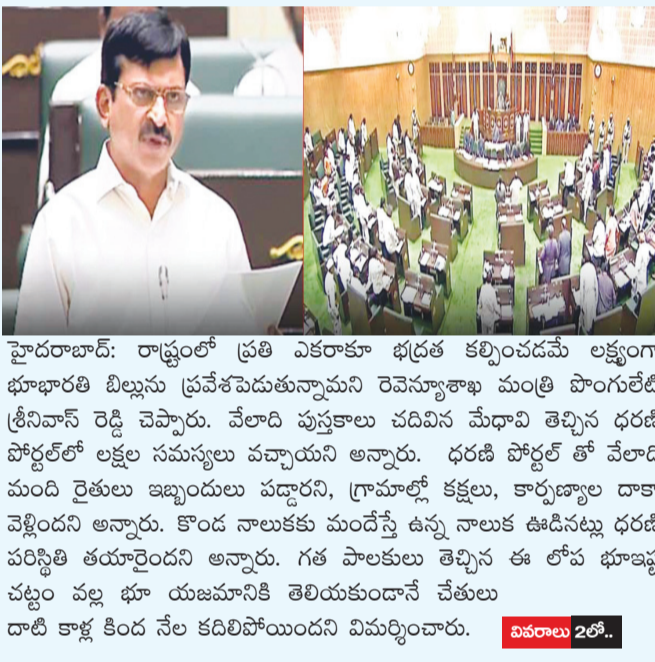 హైదరాబాద్: రాష్ట్రంలో ప్రతి ఎకరాకూ భద్రత కల్పించడమే లక్ష్యంగా
భూభారతి బిల్లును ప్రవేశపెడుతున్నామని రెవెన్యూశాఖ మంత్రి పొంగులేటి
శ్రీనివాస్ రెడ్డి చెప్పారు. వేలాది పుస్తకాలు చదివిన మేధావి తెచ్చిన ధరణి
పోర్టల్‌లో లక్షల సమస్యలు వచ్చాయని అన్నారు. ధరణి పోర్టల్ తో వేలాది
మంది రైతులు ఇబ్బందులు పడ్డారని, గ్రామాల్లో కక్షలు, కార్పణ్యాల దాకా
వెళ్లిందని అన్నారు. కొండ నాలుకకు మందేస్తే ఉన్న నాలుక ఊడినట్లు ధరణి
పరిస్థితి తయారైందని అన్నారు. గత పాలకులు తెచ్చిన ఈ లోప భూఇష్ట
చట్టం వల్ల భూ యజమానికి తెలియకుండానే చేతులు
దాటి కాళ్ల కింద నేల కదిలిపోయిందని విమర్శించారు.
వివరాలు 2లో..